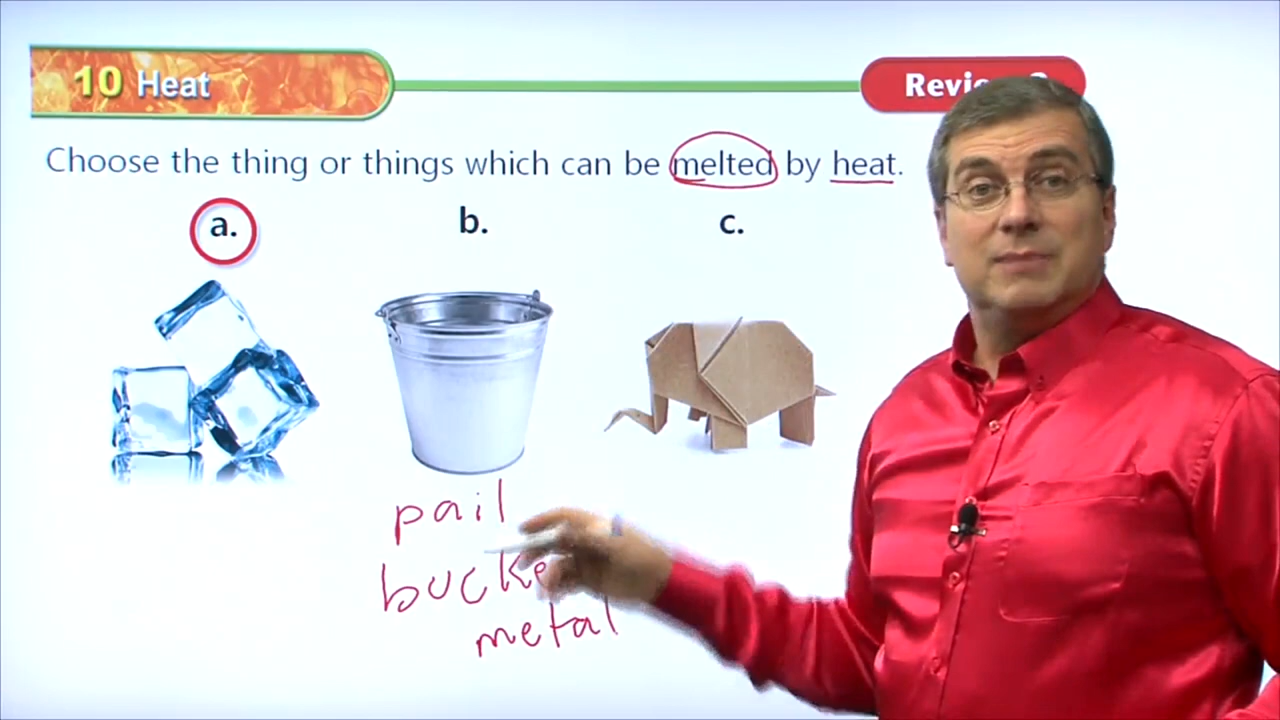 10 Heat
Choose the thing or things which can be melted by heat.
a.
b.
c.
pail
metal